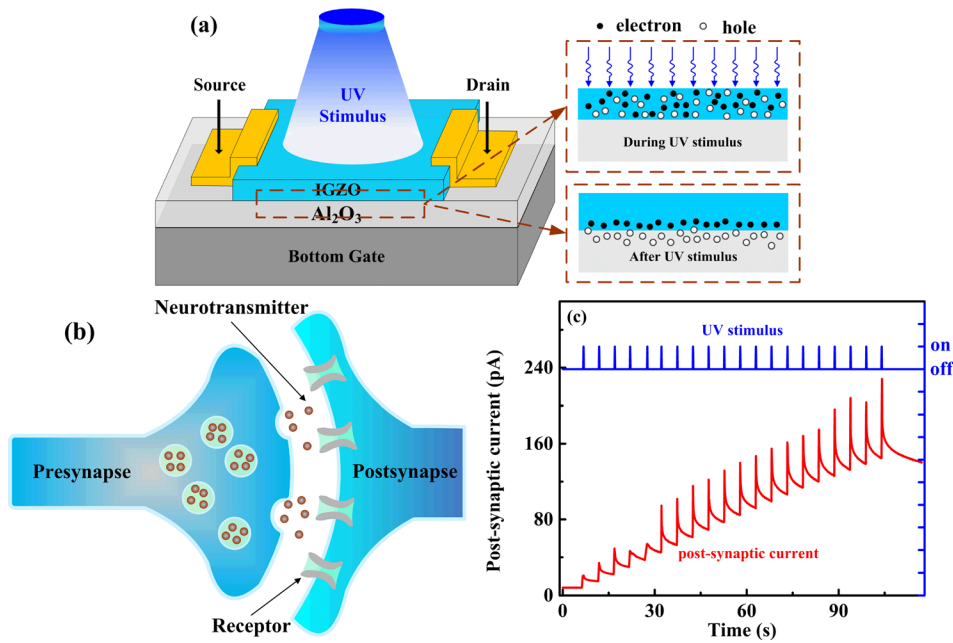 (a)
UV
Stimulus
Source
Drain
IGZO
Al₂O₃
Bottom Gate
electron
hole
During UV stimulus
After UV stimulus
(b)
Neurotransmitter
Presynapse
Postsynapse
Receptor
(c)
UV stimulus
on
off
240
160
80
0
Post-synaptic current (pA)
post-synaptic current
0
30
60
90
Time (s)